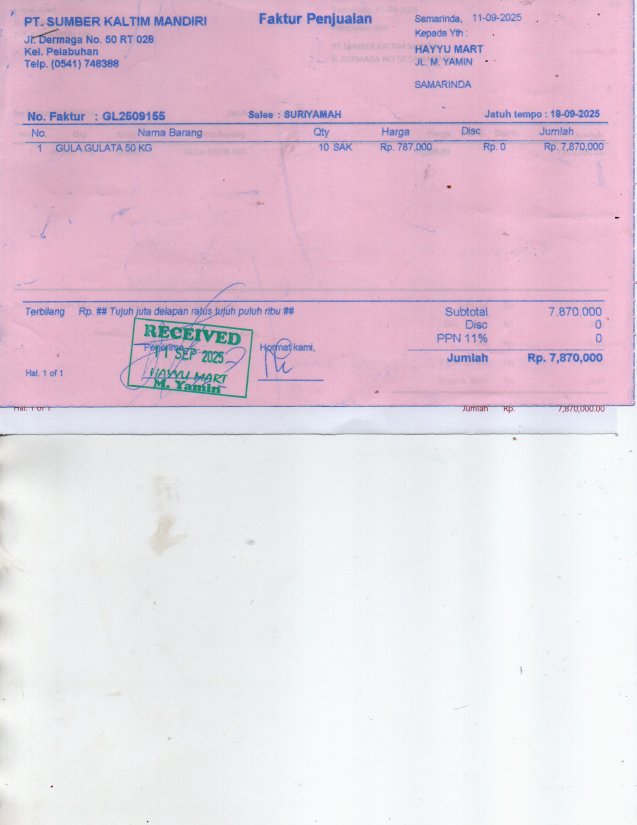 PT. SUMBER KALTIM MANDIRI
Jl. Dermaga No. 50 RT 028
Kel. Pelabuhan
Telp. (0541) 748388
Faktur Penjualan
Samarinda, 11-09-2025
Kepada Yth :
HAYYU MART
JL. M. YAMIN
SAMARINDA
No. Faktur : GL2509155 Sales : SURIYAMAH Jatuh tempo : 18-09-2025
No. Nama Barang Qty Harga Disc Jumlah
1 GULA GULATA 50 KG 10 SAK Rp. 787,000 Rp. 0 Rp. 7,870,000
Terbilang Rp. ## Tujuh juta delapan ratus tujuh puluh ribu ##
Subtotal 7.870.000
Disc 0
PPN 11% 0
Jumlah Rp. 7,870,000
Penerima, Hormat kami,
RECEIVED
11 SEP 2025
HAYYU MART
M. Yamin
Hal. 1 of 1
Hal. 1 of 1 Jumlah Rp. 7,870,000.00